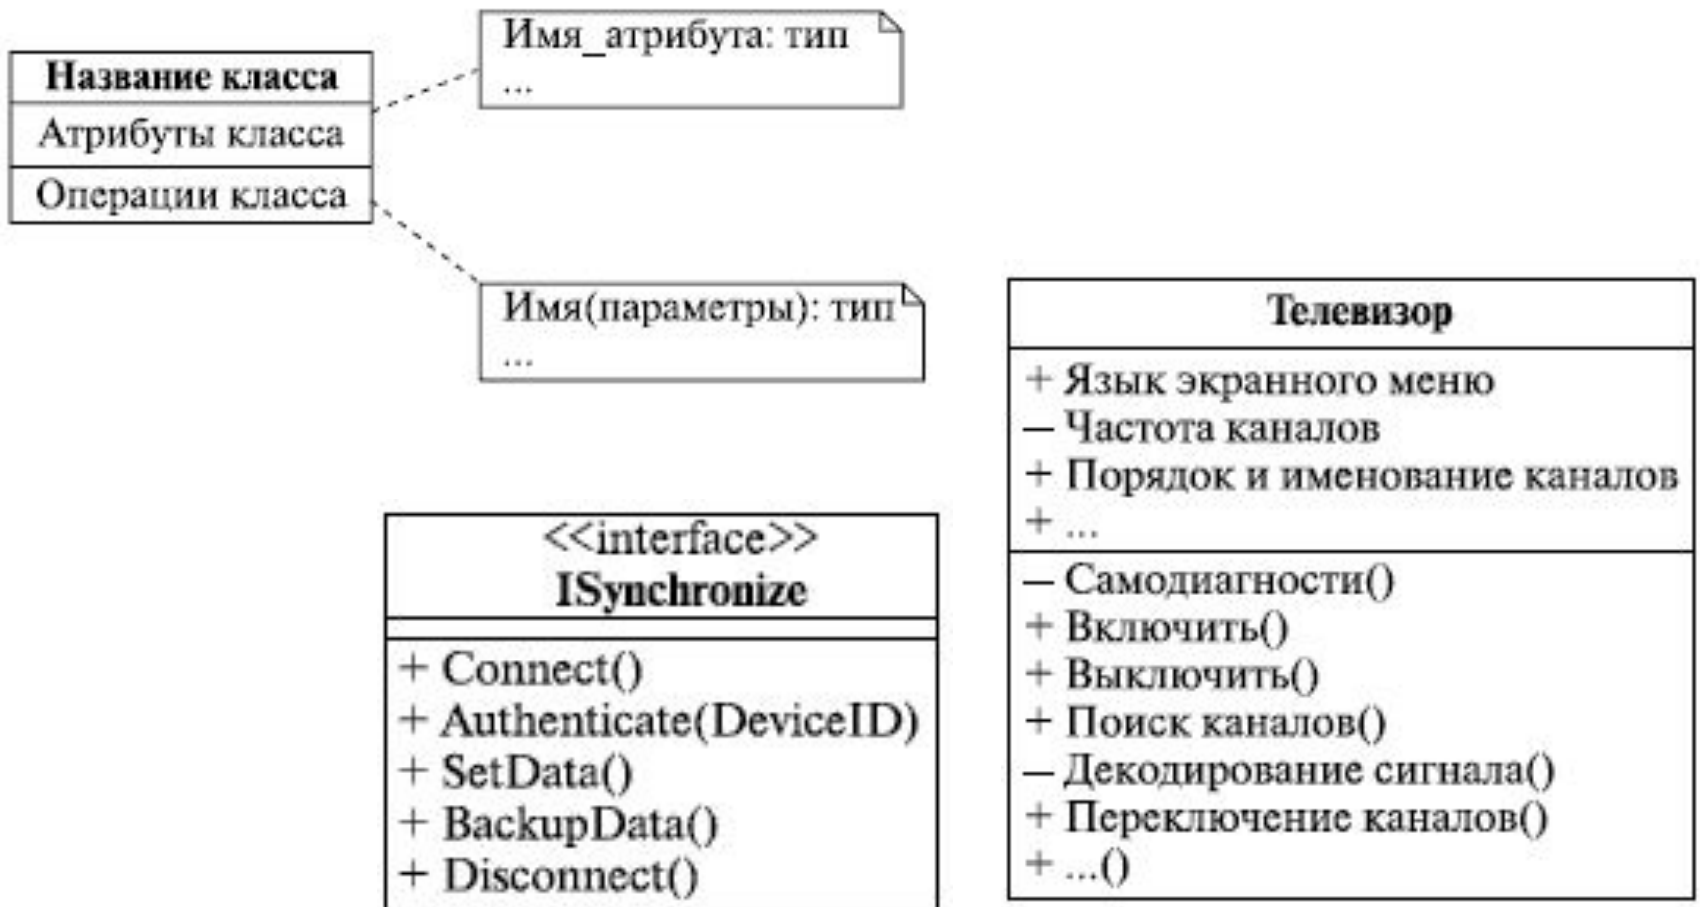 Название класса
Атрибуты класса
Операции класса
Имя_атрибута: тип
...
Имя(параметры): тип
...
<<interface>>
ISynchronize
+ Connect()
+ Authenticate(DeviceID)
+ SetData()
+ BackupData()
+ Disconnect()
Телевизор
+ Язык экранного меню
– Частота каналов
+ Порядок и именование каналов
+ ...
– Самодиагности()
+ Включить()
+ Выключить()
+ Поиск каналов()
– Декодирование сигнала()
+ Переключение каналов()
+ ...()